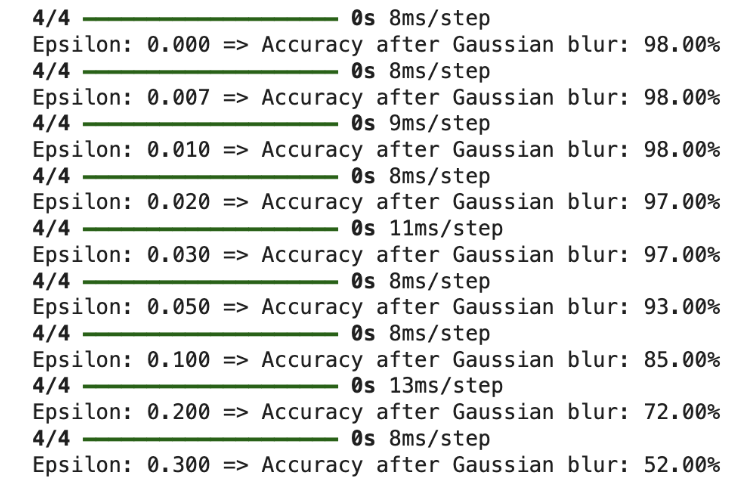 4/4 ━━━━━━━━━━━━━━━━━━━━ 0s 8ms/step
Epsilon: 0.000 => Accuracy after Gaussian blur: 98.00%
4/4 ━━━━━━━━━━━━━━━━━━━━ 0s 8ms/step
Epsilon: 0.007 => Accuracy after Gaussian blur: 98.00%
4/4 ━━━━━━━━━━━━━━━━━━━━ 0s 9ms/step
Epsilon: 0.010 => Accuracy after Gaussian blur: 98.00%
4/4 ━━━━━━━━━━━━━━━━━━━━ 0s 8ms/step
Epsilon: 0.020 => Accuracy after Gaussian blur: 97.00%
4/4 ━━━━━━━━━━━━━━━━━━━━ 0s 11ms/step
Epsilon: 0.030 => Accuracy after Gaussian blur: 97.00%
4/4 ━━━━━━━━━━━━━━━━━━━━ 0s 8ms/step
Epsilon: 0.050 => Accuracy after Gaussian blur: 93.00%
4/4 ━━━━━━━━━━━━━━━━━━━━ 0s 8ms/step
Epsilon: 0.100 => Accuracy after Gaussian blur: 85.00%
4/4 ━━━━━━━━━━━━━━━━━━━━ 0s 13ms/step
Epsilon: 0.200 => Accuracy after Gaussian blur: 72.00%
4/4 ━━━━━━━━━━━━━━━━━━━━ 0s 8ms/step
Epsilon: 0.300 => Accuracy after Gaussian blur: 52.00%